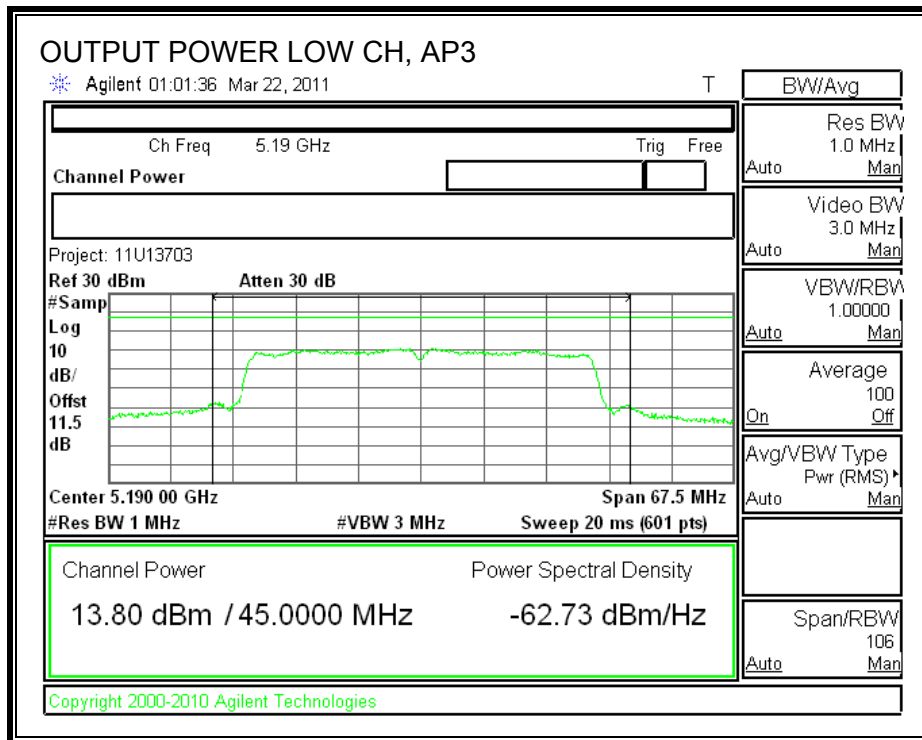 OUTPUT POWER LOW CH, AP3
Agilent 01:01:36 Mar 22, 2011 T
Ch Freq 5.19 GHz Trig Free
Channel Power
Project: 11U13703
Ref 30 dBm Atten 30 dB
#Samp
Log
10
dB/
Offst
11.5
dB
Center 5.190 00 GHz Span 67.5 MHz
#Res BW 1 MHz #VBW 3 MHz Sweep 20 ms (601 pts)
Channel Power Power Spectral Density
13.80 dBm / 45.0000 MHz -62.73 dBm/Hz
Copyright 2000-2010 Agilent Technologies
BW/Avg
Res BW
1.0 MHz
Auto Man
Video BW
3.0 MHz
Auto Man
VBW/RBW
1.00000
Auto Man
Average
100
On Off
Avg/VBW Type
Pwr (RMS)
Auto Man
Span/RBW
106
Auto Man